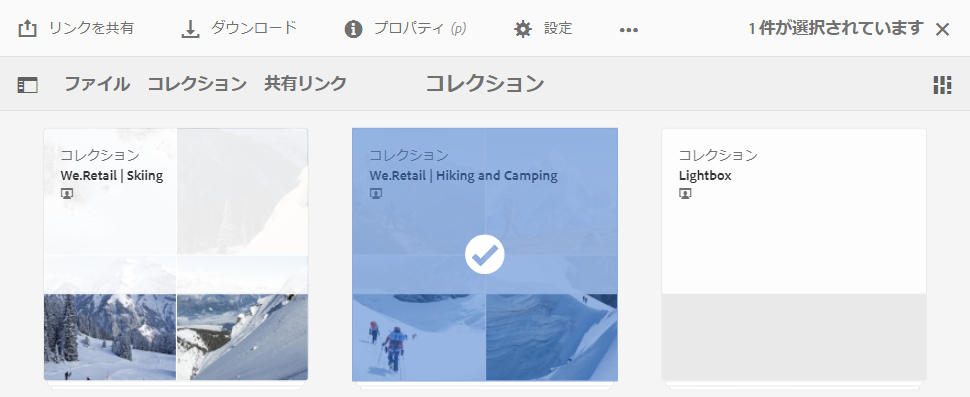 リンクを共有 ダウンロード プロパティ (p) 設定 1 件が選択されています
ファイル コレクション 共有リンク コレクション
コレクション
We.Retail | Skiing
コレクション
We.Retail | Hiking and Camping
コレクション
Lightbox